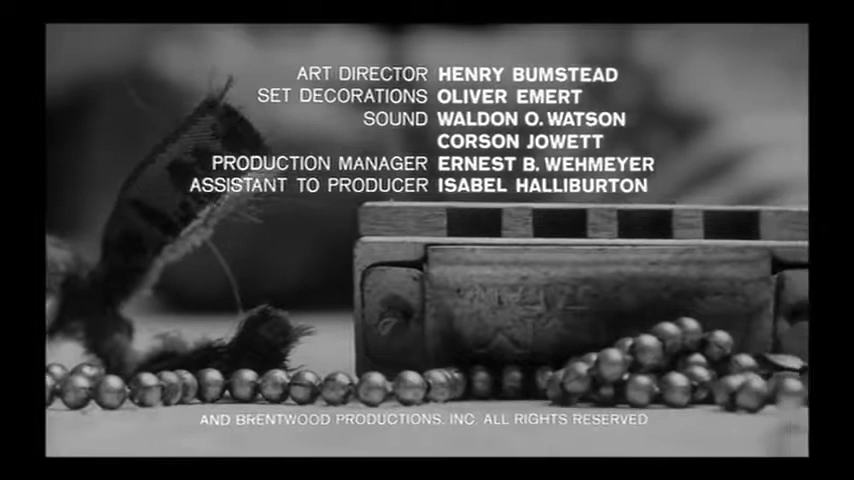 ART DIRECTOR HENRY BUMSTEAD
SET DECORATIONS OLIVER EMERT
SOUND WALDON O. WATSON
CORSON JOWETT
PRODUCTION MANAGER ERNEST B. WEHMEYER
ASSISTANT TO PRODUCER ISABEL HALLIBURTON
AND BRENTWOOD PRODUCTIONS, INC. ALL RIGHTS RESERVED